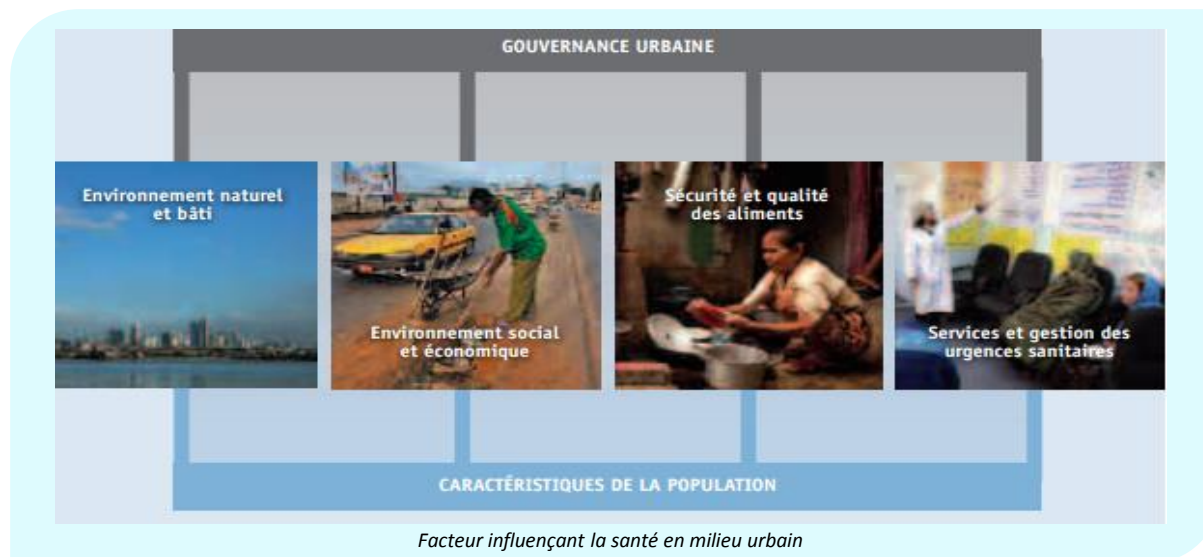 GOUVERNANCE URBAINE
Environnement naturel
et bâti
Environnement social
et économique
Sécurité et qualité
des aliments
Services et gestion des
urgences sanitaires
CARACTÉRISTIQUES DE LA POPULATION
Facteur influençant la santé en milieu urbain